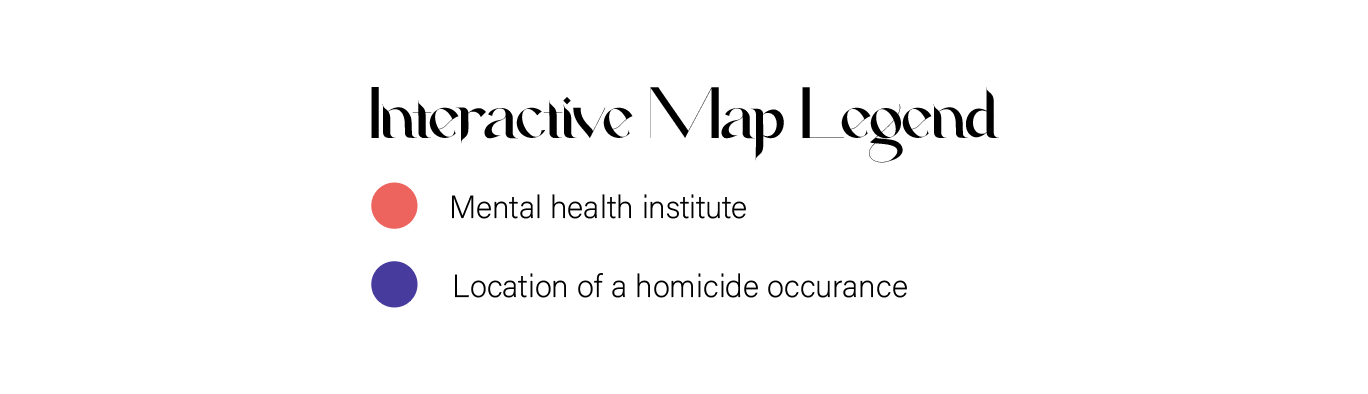 Interactive Map Legend
Mental health institute
Location of a homicide occurance